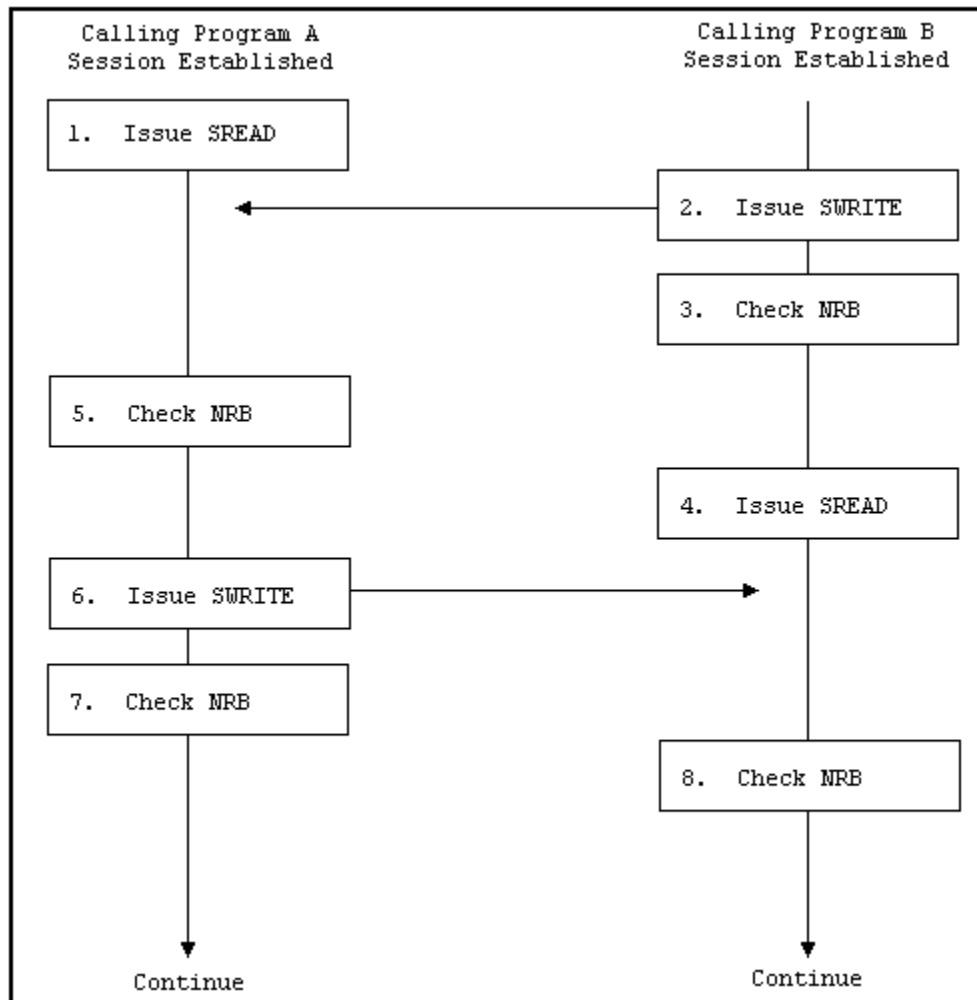 Calling Program A
Session Established
Calling Program B
Session Established
1. Issue SREAD
2. Issue SWRITE
3. Check NRB
5. Check NRB
4. Issue SREAD
6. Issue SWRITE
7. Check NRB
8. Check NRB
Continue
Continue